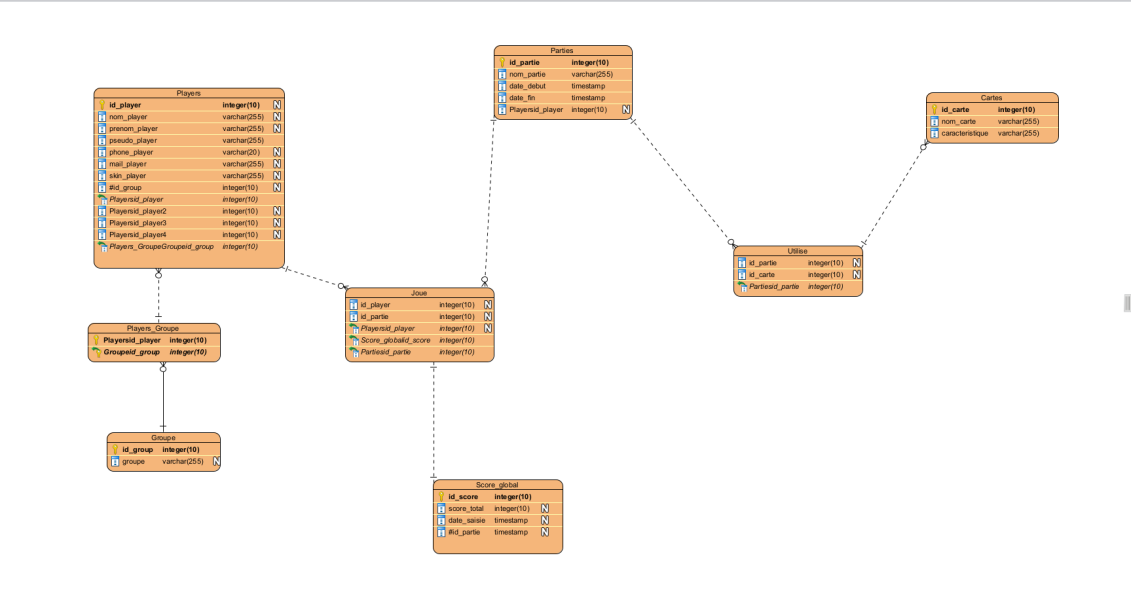 Parties
id_partie integer(10)
nom_partie varchar(255)
date_debut timestamp
date_fin timestamp
Playersid_player integer(10) N
Players
id_player integer(10) N
nom_player varchar(255) N
prenom_player varchar(255) N
pseudo_player varchar(255)
phone_player varchar(20) N
mail_player varchar(255) N
skin_player varchar(255) N
#id_group integer(10) N
Playersid_player integer(10)
Playersid_player2 integer(10) N
Playersid_player3 integer(10) N
Playersid_player4 integer(10) N
Players_GroupeGroupeid_group integer(10)
Cartes
id_carte integer(10)
nom_carte varchar(255)
caracteristique varchar(255)
Utilise
id_partie integer(10) N
id_carte integer(10) N
Partiesid_partie integer(10)
Joue
id_player integer(10) N
id_partie integer(10) N
Playersid_player integer(10) N
Score_globalid_score integer(10)
Partiesid_partie integer(10)
Players_Groupe
Playersid_player integer(10)
Groupeid_group integer(10)
Groupe
id_group integer(10)
groupe varchar(255) N
Score_global
id_score integer(10)
score_total integer(10) N
date_saisie timestamp N
#id_partie timestamp N